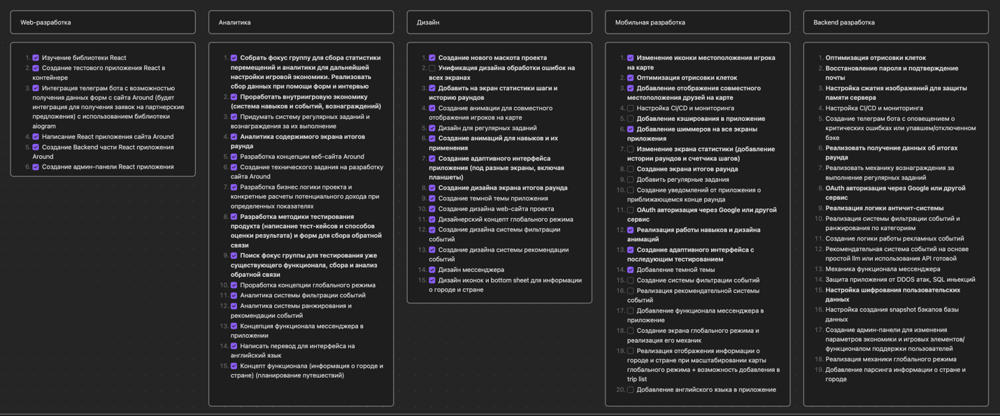 Web-разработка
1. Изучение библиотеки React
2. Создание тестового приложения React в
контейнере
3. Интеграция телеграм бота с возможностью
получения данных форм с сайта Around (будет
интеграция для получения заявок на партнерские
предложения) с использованием библиотеки
aiogram
4. Написание React приложения сайта Around
5. Создание Backend части React приложения
Around
6. Создание админ-панели React приложения
Аналитика
1. Собрать фокус группу для сбора статистики
перемещений и аналитики для дальнейшей
настройки игровой экономики. Реализовать
сбор данных при помощи форм и интервью
2. Проработать внутриигровую экономику
(система навыков и событий, вознаграждений)
3. Придумать систему регулярных заданий и
вознаграждения за их выполнение
4. Аналитика содержимого экрана итогов
раунда
5. Разработка концепции веб-сайта Around
6. Создание технического задания на разработку
сайта Around
7. Разработка бизнес логики проекта и
конкретные расчеты потенциального дохода при
определенных показателях
8. Разработка методики тестирования
продукта (написание тест-кейсов и способов
оценки результата) и форм для сбора обратной
связи
9. Поиск фокус группы для тестирования уже
существующего функционала, сбора и анализ
обратной связи
10. Проработка концепции глобального режима
11. Аналитика системы фильтрации событий
12. Аналитика системы ранжирования и
рекомендации событий
13. Концепция функционала мессенджера в
приложении
14. Написать перевод для интерфейса на
английский язык
15. Концепт функционала (информация о городе и
стране) (планирование путешествий)
Дизайн
1. Создание нового маскота проекта
2. Унификация дизайна обработки ошибок на
всех экранах
3. Добавить на экран статистики шаги и
историю раундов
4. Создание анимации для совместного
отображения игроков на карте
5. Дизайн для регулярных заданий
6. Создание анимаций для навыков и их
применения
7. Создание адаптивного интерфейса
приложения (под разные экраны, включая
планшеты)
8. Создание дизайна экрана итогов раунда
9. Создание темной темы приложения
10. Создание дизайна web-сайта проекта
11. Дизайнерский концепт глобального режима
12. Создание дизайна системы фильтрации
событий
13. Создание дизайна системы рекомендации
событий
14. Дизайн мессенджера
15. Дизайн иконок и bottom sheet для информации
о городе и стране
Мобильная разработка
1. Изменение иконки местоположения игрока
на карте
2. Оптимизация отрисовки клеток
3. Добавление отображения совместного
местоположения друзей на карте
4. Настройка CI/CD и мониторинга
5. Добавление кэширования в приложение
6. Добавление шиммеров на все экраны
приложения
7. Изменение экрана статистики (добавление
истории раундов и счетчика шагов)
8. Создание экрана итогов раунда
9. Добавить регулярные задания
10. Создание уведомлений от приложения о
приближающемся конце раунда
11. OAuth авторизация через Google или другой
сервис
12. Реализация работы навыков и дизайна
анимаций
13. Создание адаптивного интерфейса с
последующим тестированием
14. Добавление темной темы
15. Создание системы фильтрации событий
16. Реализация рекомендательной системы
событий
17. Добавление функционала мессенджера в
приложение
18. Создание экрана глобального режима и
реализация его механик
19. Реализация отображения информации о
городе и стране при масштабировании карты
глобального режима + возможность добавления в
trip list
20. Добавление английского языка в приложение
Backend разработка
1. Оптимизация отрисовки клеток
2. Восстановление пароля и подтверждение
почты
3. Настройка сжатия изображений для защиты
памяти сервера
4. Настройка CI/CD и мониторинга
5. Создание телеграм бота с оповещением о
критических ошибках или упавшем/отключенном
бэке
6. Реализовать получение данных об итогах
раунда
7. Реализовать механику вознаграждения за
выполнение регулярных заданий
8. OAuth авторизация через Google или другой
сервис
9. Реализация логики античит-системы
10. Реализация системы фильтрации событий и
ранжирования по категориям
11. Создание логики работы рекламных событий
12. Рекомендательная система событий на основе
простой llm или использования API готовой
13. Механика функционала мессенджера
14. Защита приложения от DDOS атак, SQL иньекций
15. Настройка шифрования пользовательских
данных
16. Настройка создания snapshot бэкапов базы
данных
17. Создание админ-панели для изменения
параметров экономики и игровых элементов/
функционалом поддержки пользователей
18. Реализация механики глобального режима
19. Добавление парсинга информации о стране и
городе